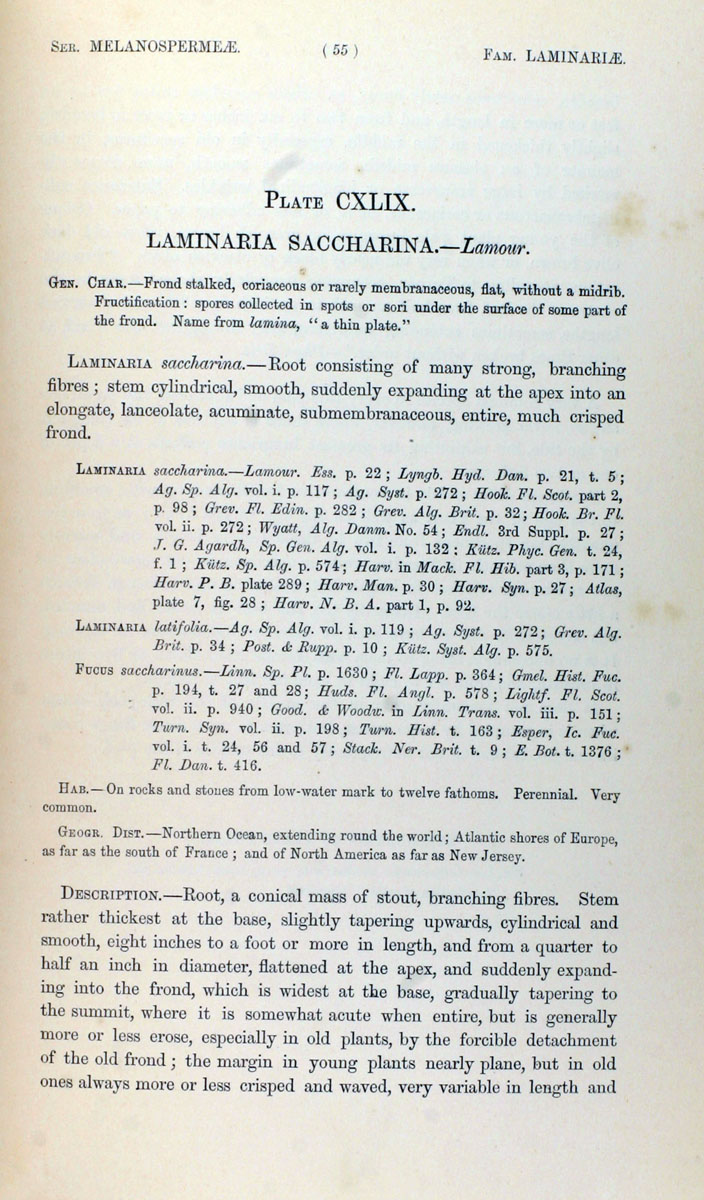 Ser. MELANOSPERMEÆ.
( 55 )
Fam. LAMINARIÆ.
Plate CXLIX.
LAMINARIA SACCHARINA.—Lamour.
Gen. Char.—Frond stalked, coriaceous or rarely membranaceous, flat, without a midrib.
Fructification : spores collected in spots or sori under the surface of some part of
the frond. Name from lamina, "a thin plate."
Laminaria saccharina.—Root consisting of many strong, branching
fibres ; stem cylindrical, smooth, suddenly expanding at the apex into an
elongate, lanceolate, acuminate, submembranaceous, entire, much crisped
frond.
Laminaria saccharina.—Lamour. Ess. p. 22 ; Lyngb. Hyd. Dan. p. 21, t. 5 ;
Ag. Sp. Alg. vol. i. p. 117 ; Ag. Syst. p. 272 ; Hook. Fl. Scot. part 2,
p. 98 ; Grev. Fl. Edin. p. 282 ; Grev. Alg. Brit. p. 32 ; Hook. Br. Fl.
vol. ii. p. 272 ; Wyatt, Alg. Danm. No. 54 ; Endl. 3rd Suppl. p. 27 ;
J. G. Agardh, Sp. Gen. Alg. vol. i. p. 132 : Kütz. Phyc. Gen. t. 24,
f. 1 ; Kütz. Sp. Alg. p. 574 ; Harv. in Mack. Fl. Hib. part 3, p. 171 ;
Harv. P. B. plate 289 ; Harv. Man. p. 30 ; Harv. Syn. p. 27 ; Atlas,
plate 7, fig. 28 ; Harv. N. B. A. part 1, p. 92.
Laminaria latifolia.—Ag. Sp. Alg. vol. i. p. 119 ; Ag. Syst. p. 272 ; Grev. Alg.
Brit. p. 34 ; Post. & Rupp. p. 10 ; Kütz. Syst. Alg. p. 575.
Fucus saccharinus.—Linn. Sp. Pl. p. 1630 ; Fl. Lapp. p. 364 ; Gmel. Hist. Fuc.
p. 194, t. 27 and 28 ; Huds. Fl. Angl. p. 578 ; Lightf. Fl. Scot.
vol. ii. p. 940 ; Good. & Woodw. in Linn. Trans. vol. iii. p. 151 ;
Turn. Syn. vol. ii. p. 198 ; Turn. Hist. t. 163 ; Esper, Ic. Fuc.
vol. i. t. 24, 56 and 57 ; Stack. Ner. Brit. t. 9 ; E. Bot. t. 1376 ;
Fl. Dan. t. 416.
Hab.—On rocks and stones from low-water mark to twelve fathoms. Perennial. Very
common.
Geogr. Dist.—Northern Ocean, extending round the world ; Atlantic shores of Europe,
as far as the south of France ; and of North America as far as New Jersey.
Description.—Root, a conical mass of stout, branching fibres. Stem
rather thickest at the base, slightly tapering upwards, cylindrical and
smooth, eight inches to a foot or more in length, and from a quarter to
half an inch in diameter, flattened at the apex, and suddenly expand-
ing into the frond, which is widest at the base, gradually tapering to
the summit, where it is somewhat acute when entire, but is generally
more or less erose, especially in old plants, by the forcible detachment
of the old frond ; the margin in young plants nearly plane, but in old
ones always more or less crisped and waved, very variable in length and